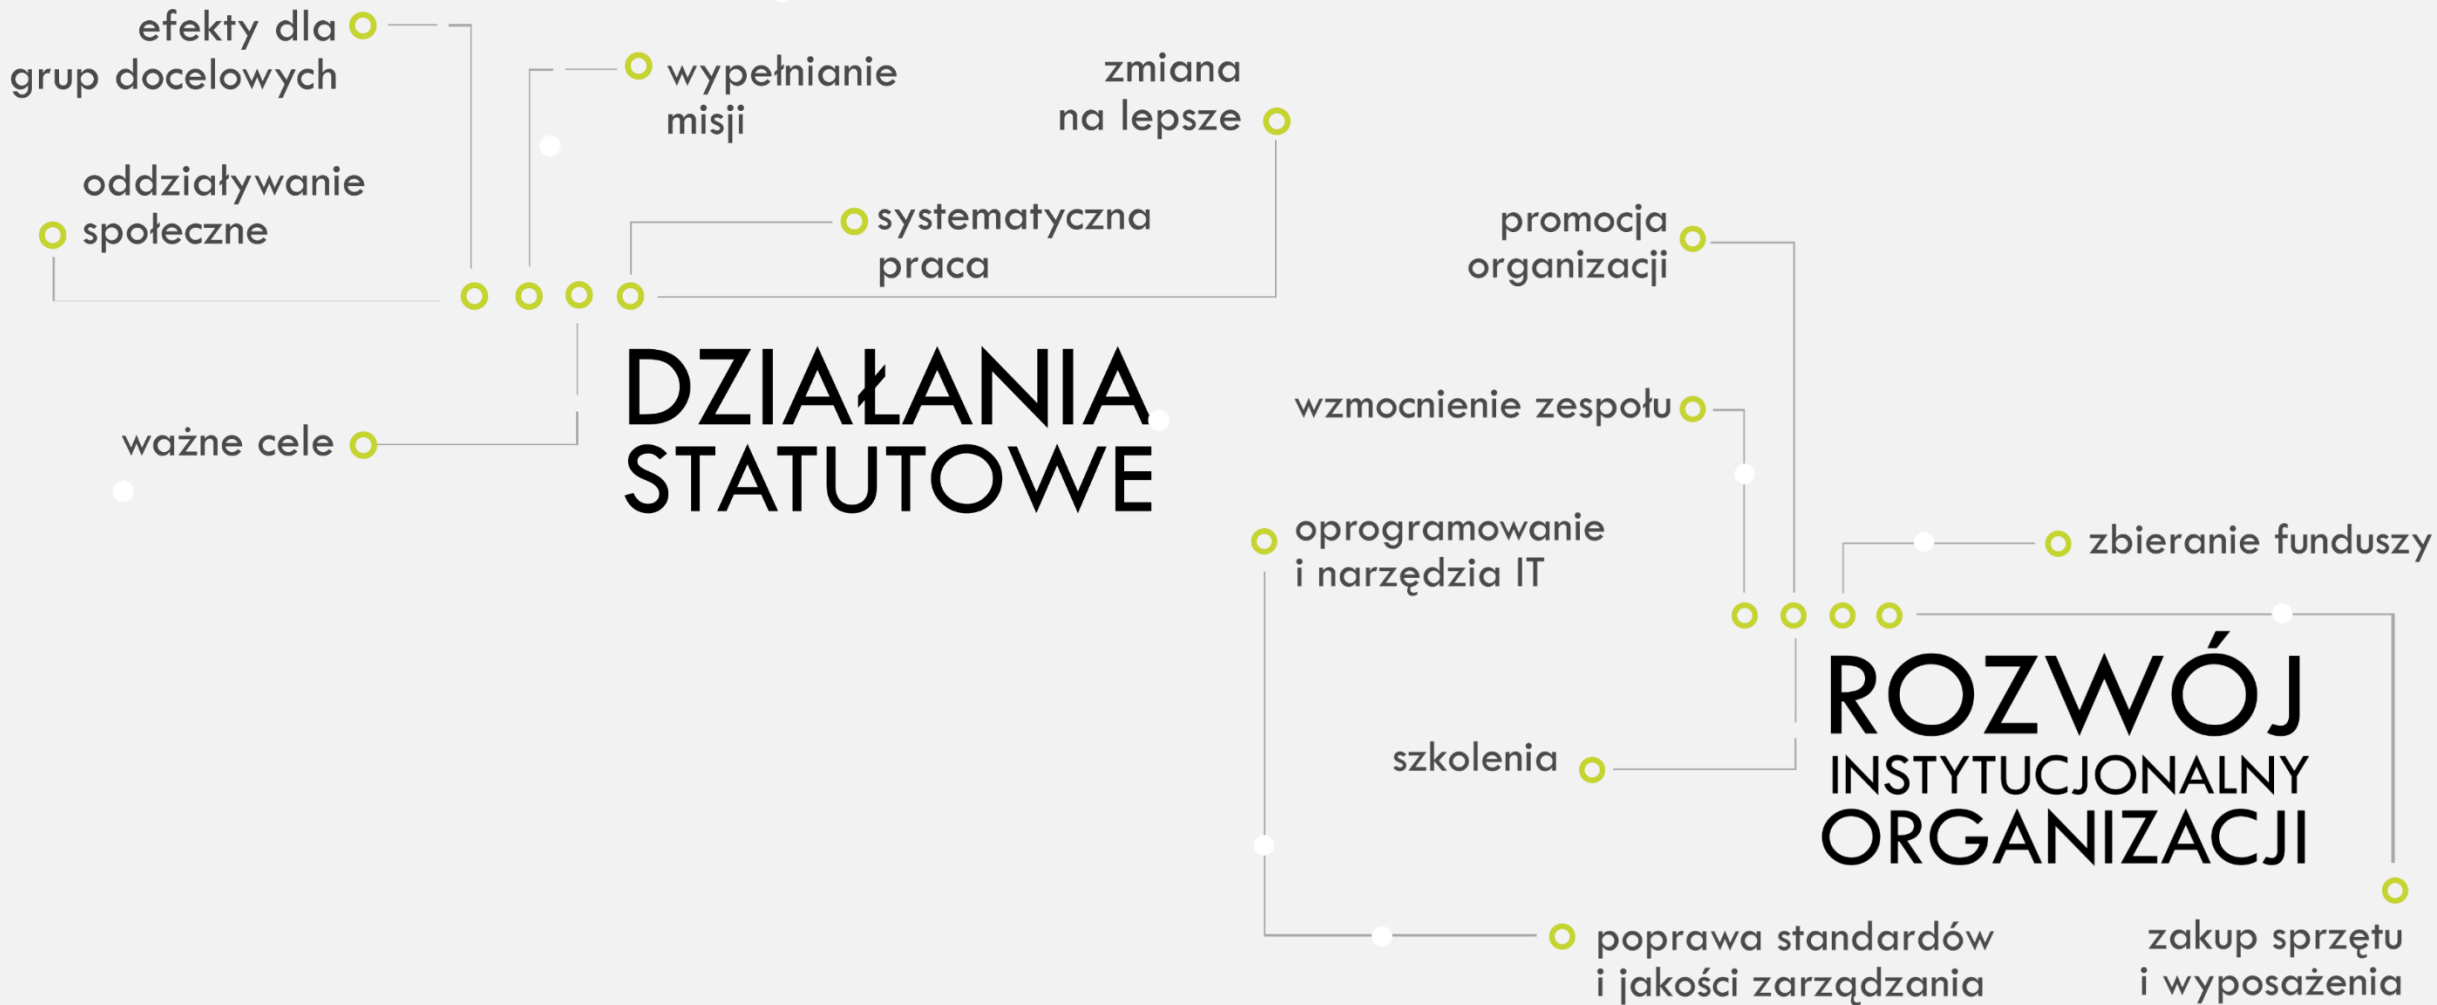 efekty dla
grup docelowych
wypełnianie
misji
zmiana
na lepsze
oddziaływanie
społeczne
systematyczna
praca
ważne cele
DZIAŁANIA
STATUTOWE
promocja
organizacji
wzmocnienie zespołu
oprogramowanie
i narzędzia IT
zbieranie funduszy
szkolenia
ROZWÓJ
INSTYTUCJONALNY
ORGANIZACJI
poprawa standardów
i jakości zarządzania
zakup sprzętu
i wyposażenia